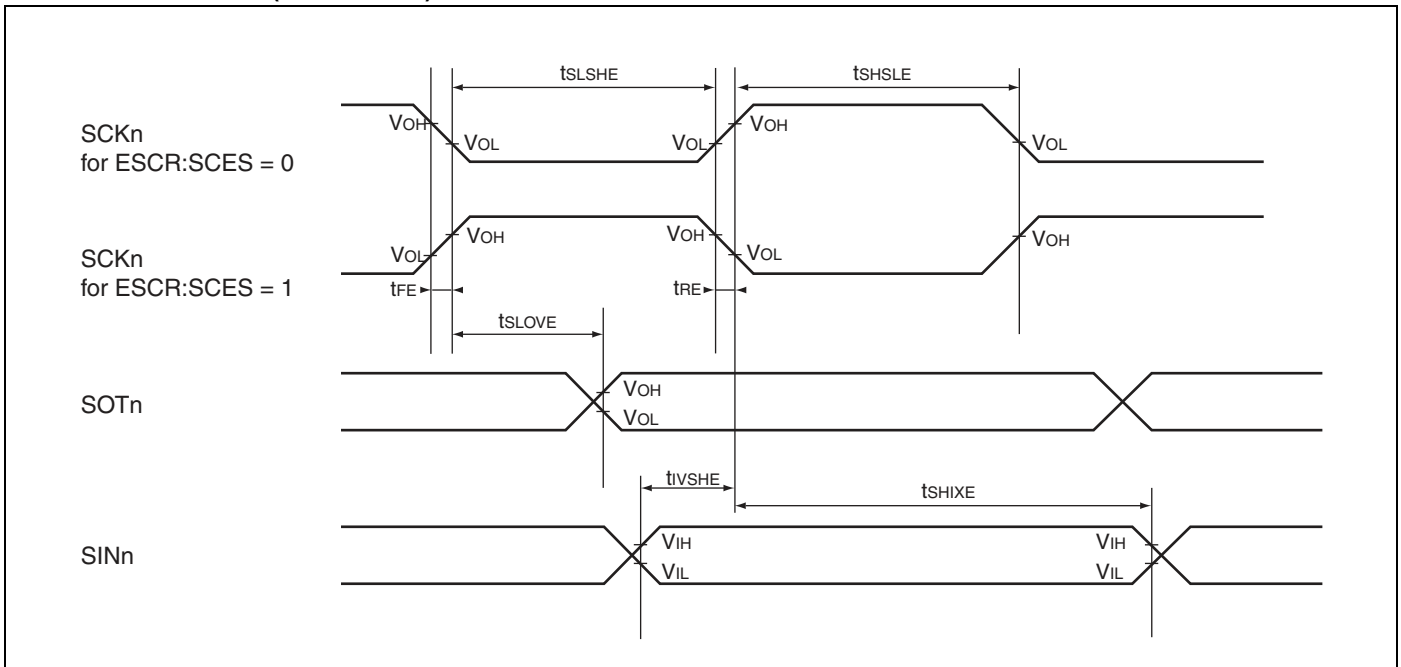 tSLSHE tSHSLE
SCKn
for ESCR:SCES = 0
VOH VOL VOL VOH VOL
SCKn
for ESCR:SCES = 1
VOL VOH VOH VOL VOH
tFE tRE
tSLOVE
SOTn
VOH
VOL
tIVSHE tSHIXE
SINn
VIH VIH
VIL VIL